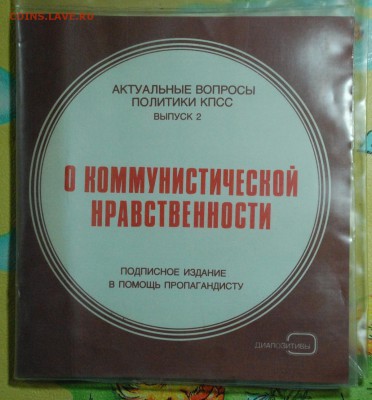 COINS.LAVE.RU
АКТУАЛЬНЫЕ ВОПРОСЫ
ПОЛИТИКИ КПСС
ВЫПУСК 2
О КОММУНИСТИЧЕСКОЙ
НРАВСТВЕННОСТИ
ПОДПИСНОЕ ИЗДАНИЕ
В ПОМОЩЬ ПРОПАГАНДИСТУ
ДИАПОЗИТИВЫ